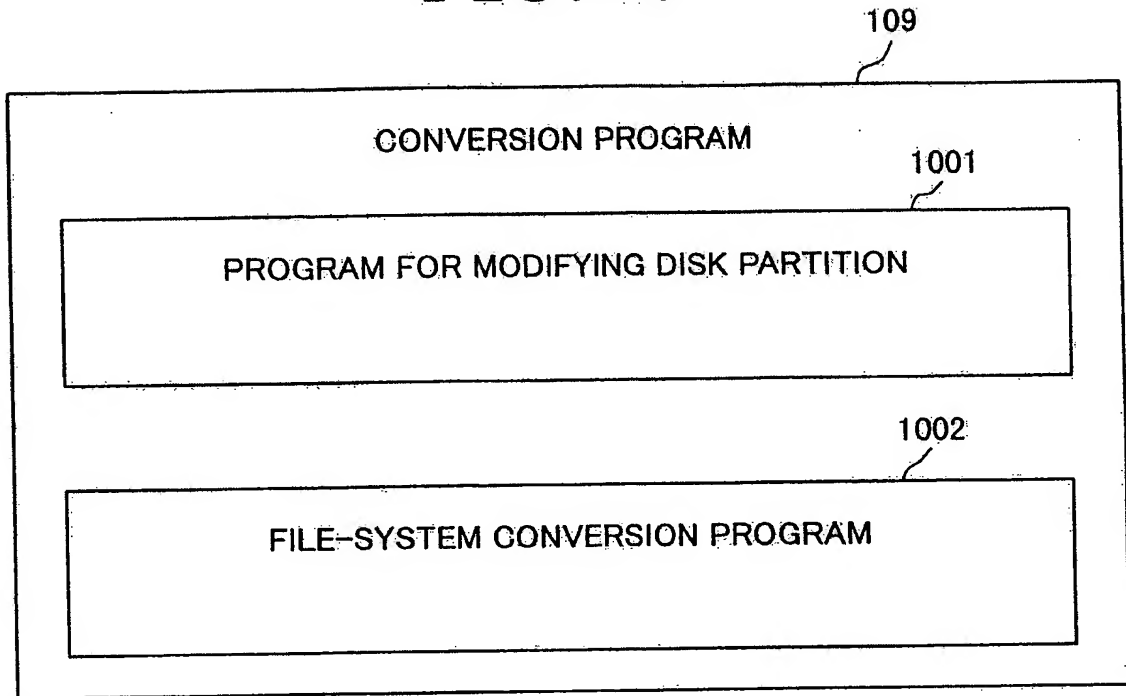 109
CONVERSION PROGRAM
1001
PROGRAM FOR MODIFYING DISK PARTITION
1002
FILE-SYSTEM CONVERSION PROGRAM